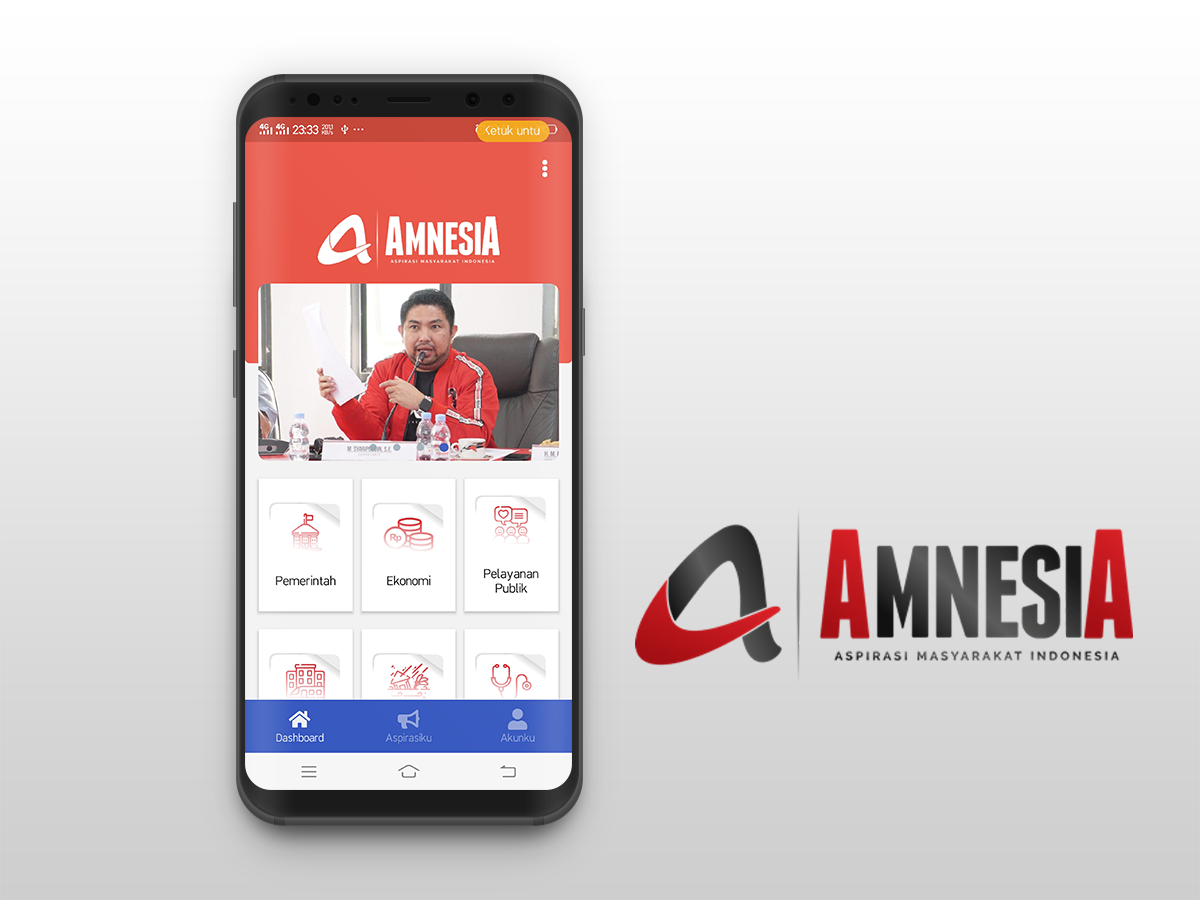 4G 4G 23:33
Ketuk untu
AMNESIA
ASPIRASI MASYARAKAT INDONESIA
Pemerintah
Ekonomi
Pelayanan
Publik
Rp
Dashboard
Aspirasiku
Akunku
AMNESIA
ASPIRASI MASYARAKAT INDONESIA